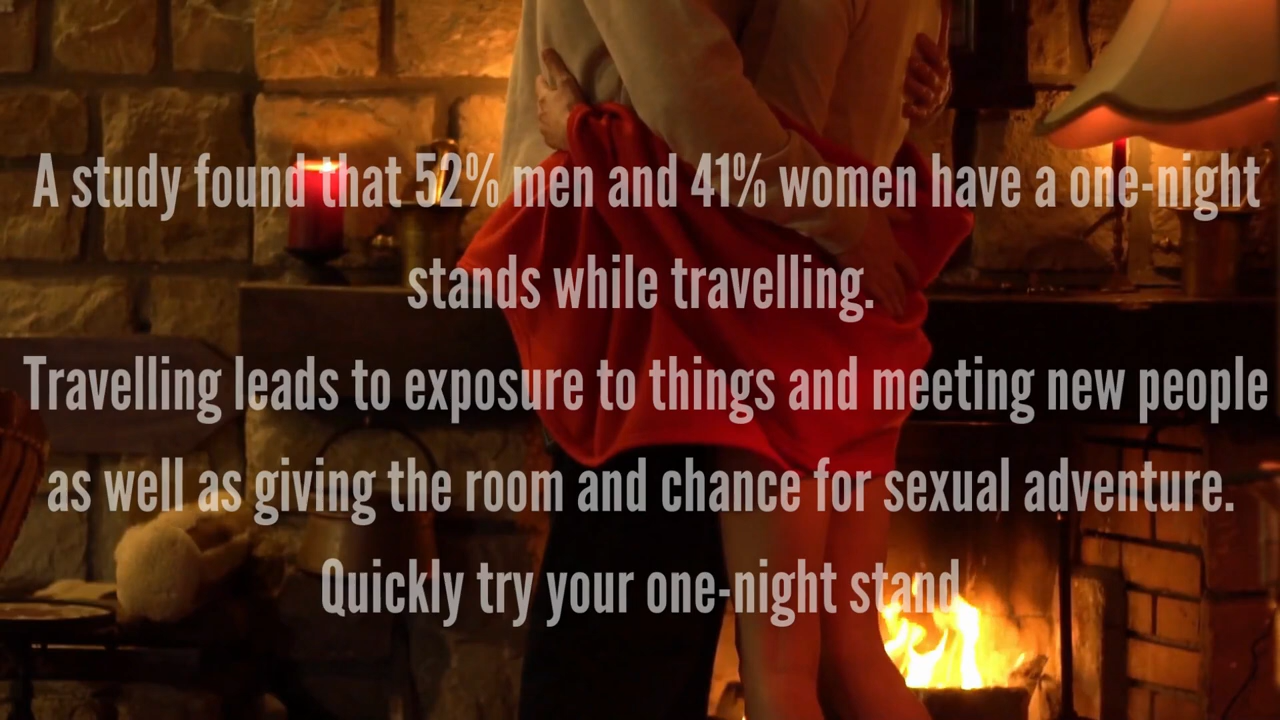 A study found that 52% men and 41% women have a one-night
stands while travelling.
Travelling leads to exposure to things and meeting new people
as well as giving the room and chance for sexual adventure.
Quickly try your one-night stand